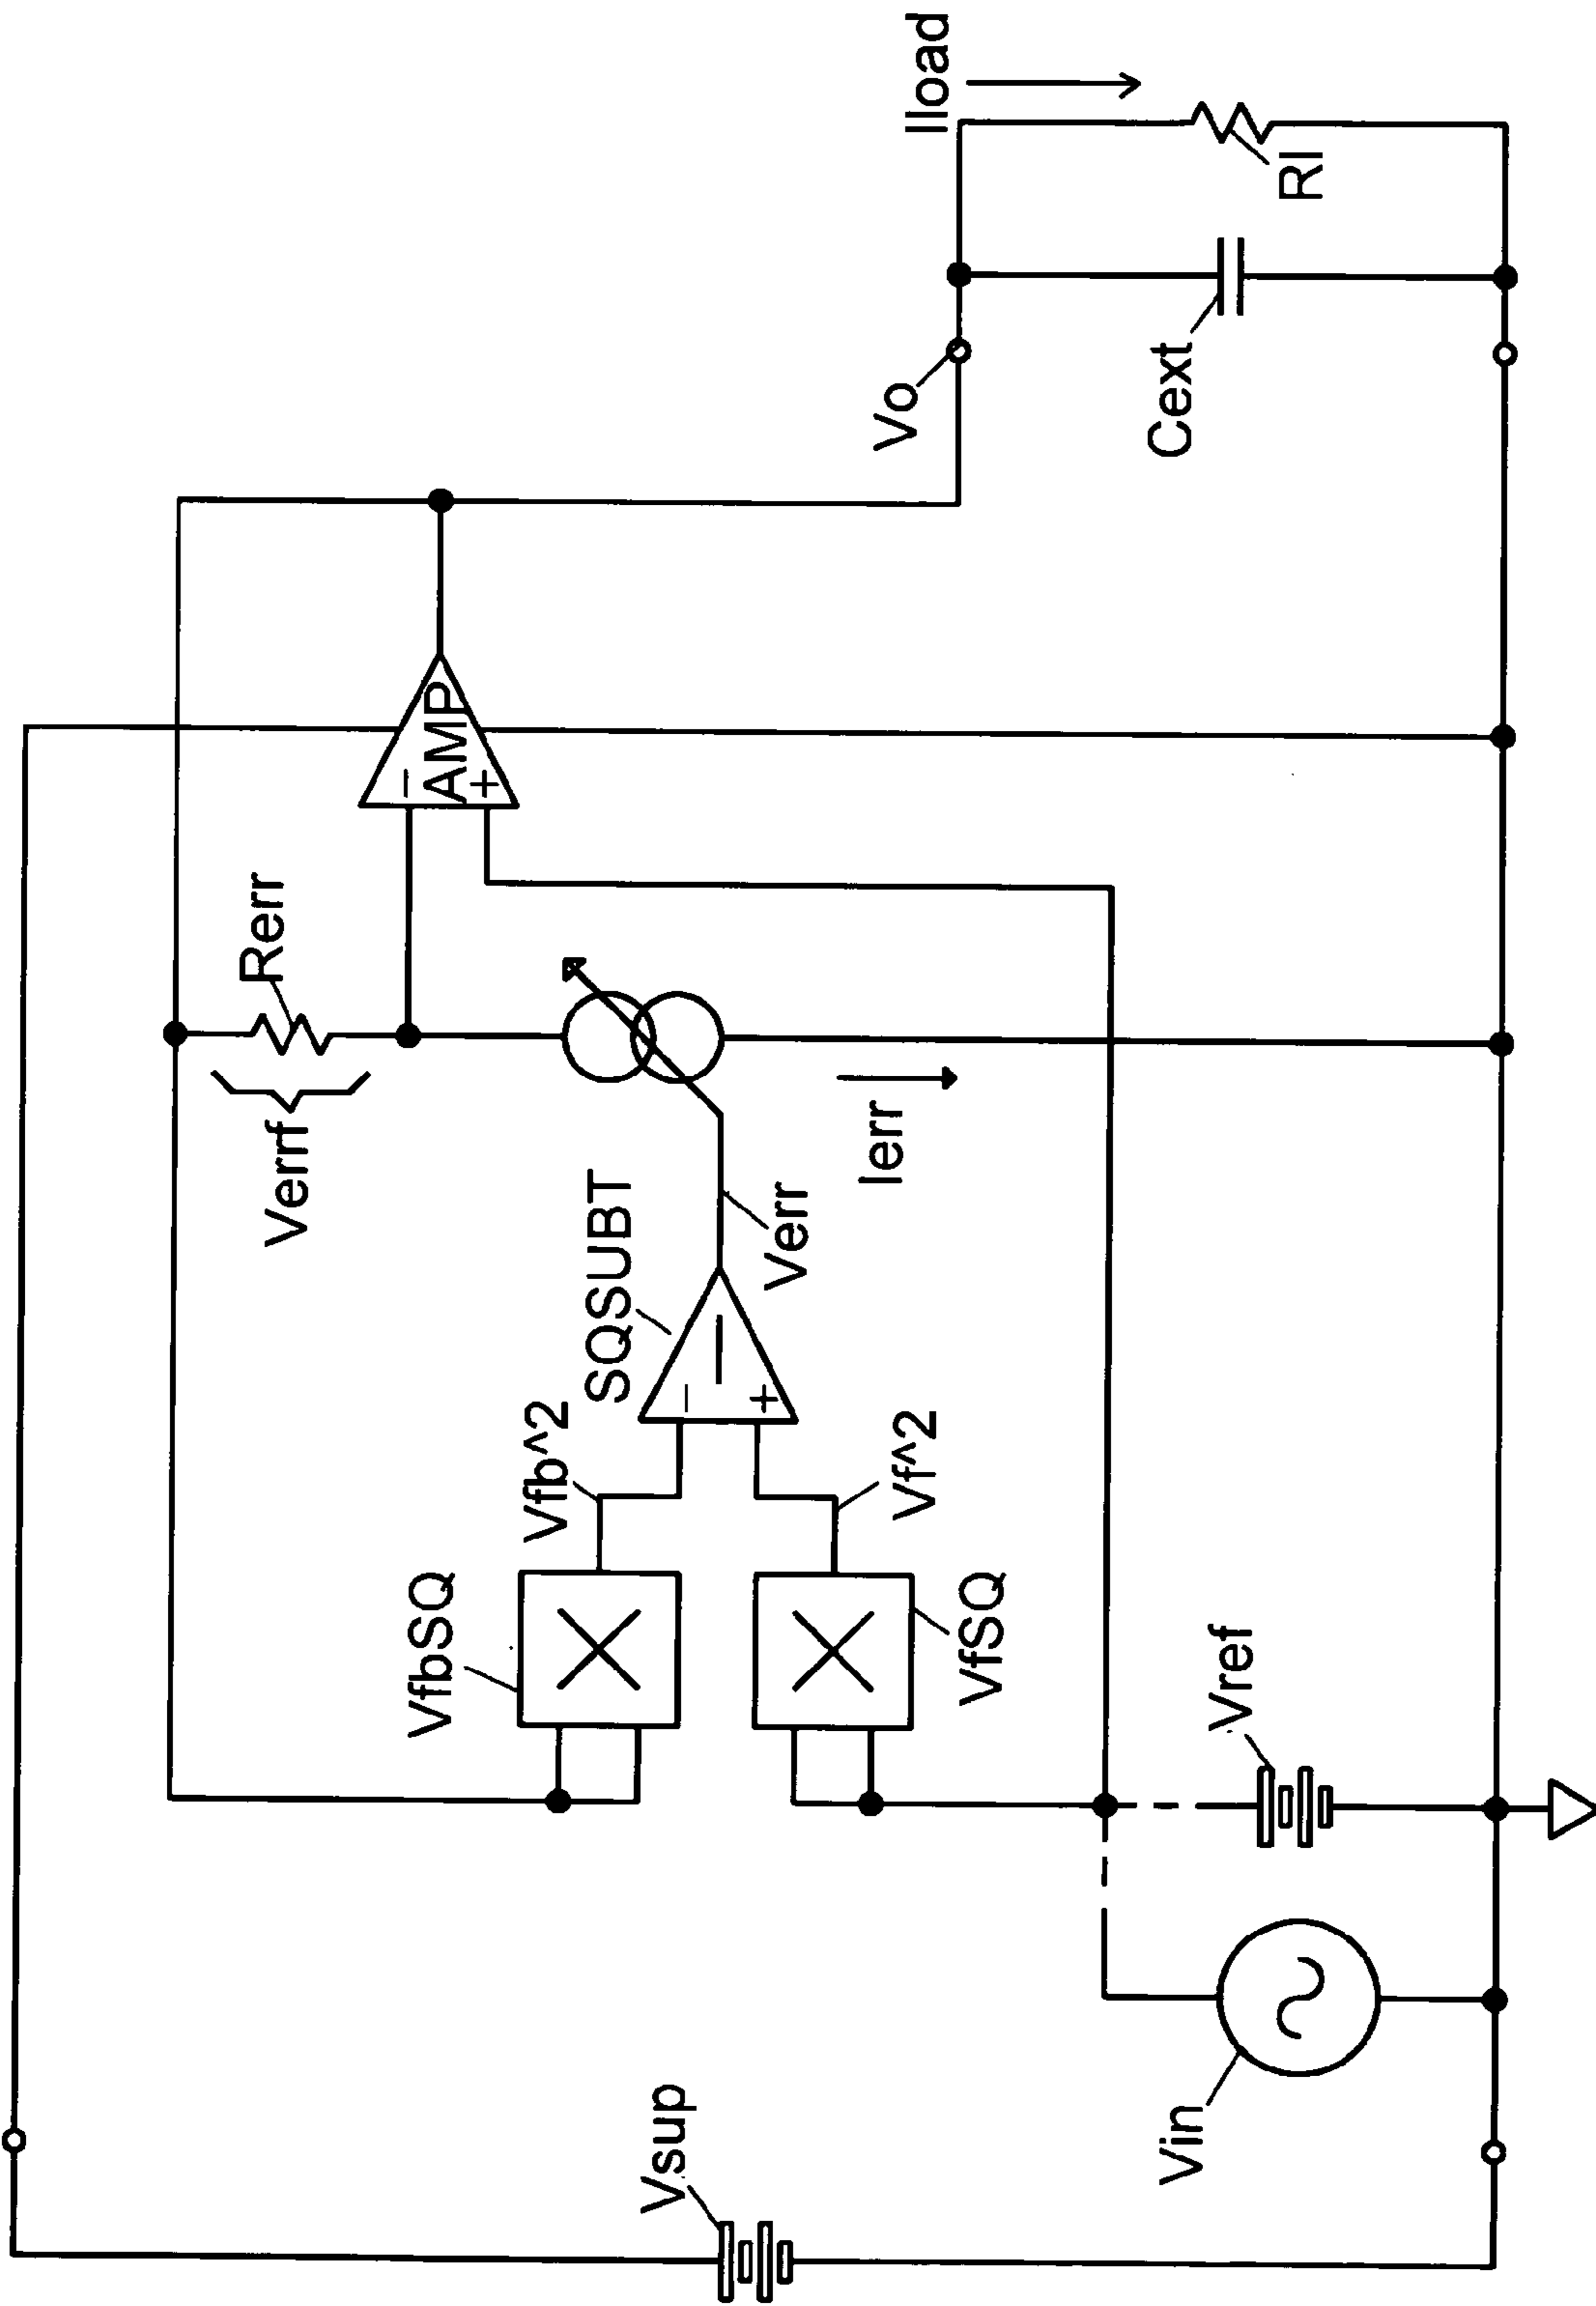 Rerr
Verrf
−
AMP
+
VfbSQ
Vfb^2
SQSUBT
−
+
Vsup
Verr
Ierr
Vo
Vf^2
Iload
VfSQ
Cext
Vin
Vref
Rl